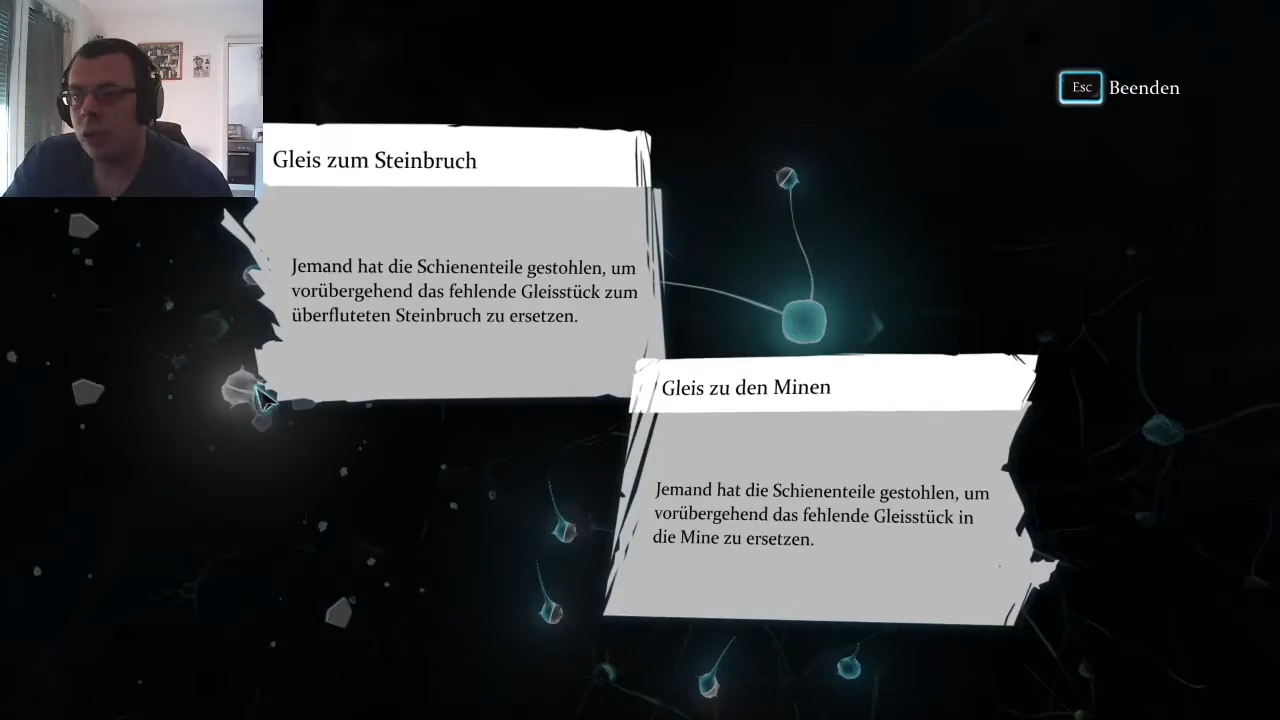 Esc Beenden
Gleis zum Steinbruch
Jemand hat die Schienenteile gestohlen, um
vorübergehend das fehlende Gleisstück zum
überfluteten Steinbruch zu ersetzen.
Gleis zu den Minen
Jemand hat die Schienenteile gestohlen, um
vorübergehend das fehlende Gleisstück in
die Mine zu ersetzen.